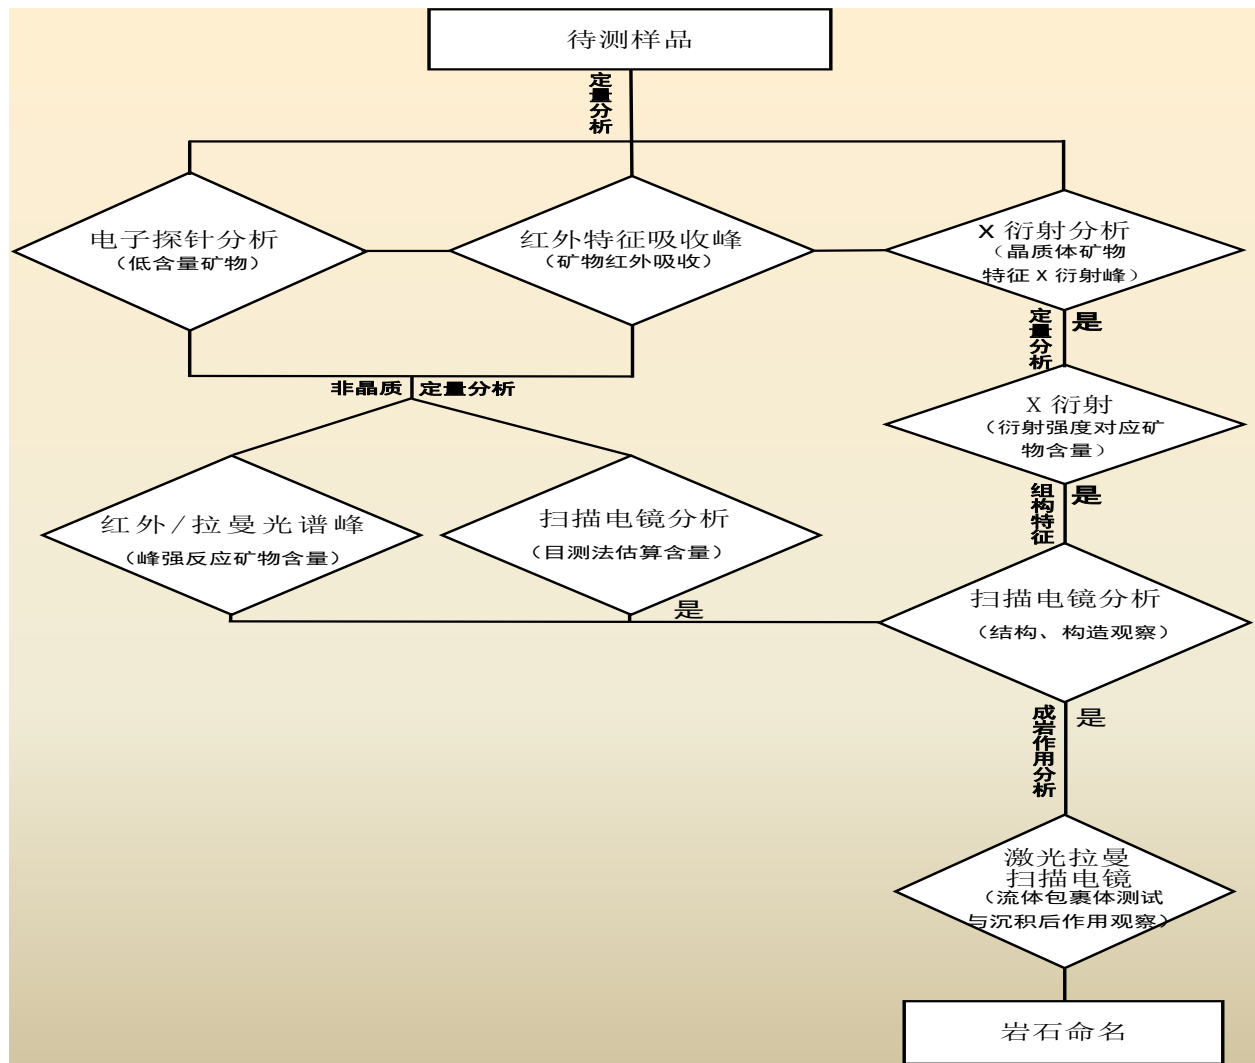 待测样品
定量分析
电子探针分析
（低含量矿物）
红外特征吸收峰
（矿物红外吸收）
X 衍射分析
（晶质体矿物
特征 X 衍射峰）
定量分析
是
非晶质
定量分析
X 衍射
（衍射强度对应矿
物含量）
组构特征
是
红外/拉曼光谱峰
（峰强反应矿物含量）
扫描电镜分析
（目测法估算含量）
是
扫描电镜分析
（结构、构造观察）
成岩作用分析
是
激光拉曼
扫描电镜
（流体包裹体测试
与沉积后作用观察）
岩石命名